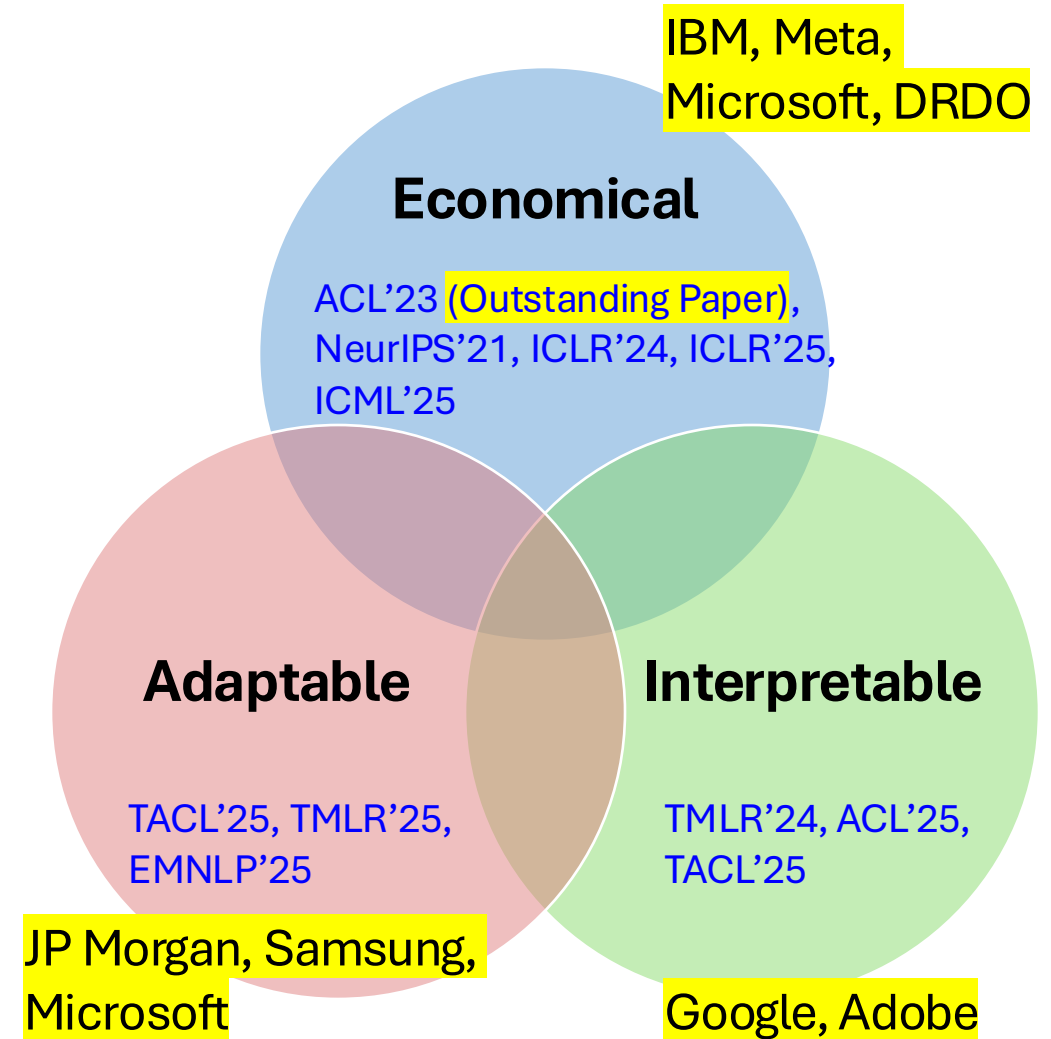 IBM, Meta,
Microsoft, DRDO
Economical
ACL’23 (Outstanding Paper),
NeurIPS’21, ICLR’24, ICLR’25,
ICML’25
Adaptable
TACL’25, TMLR’25,
EMNLP’25
JP Morgan, Samsung,
Microsoft
Interpretable
TMLR’24, ACL’25,
TACL’25
Google, Adobe